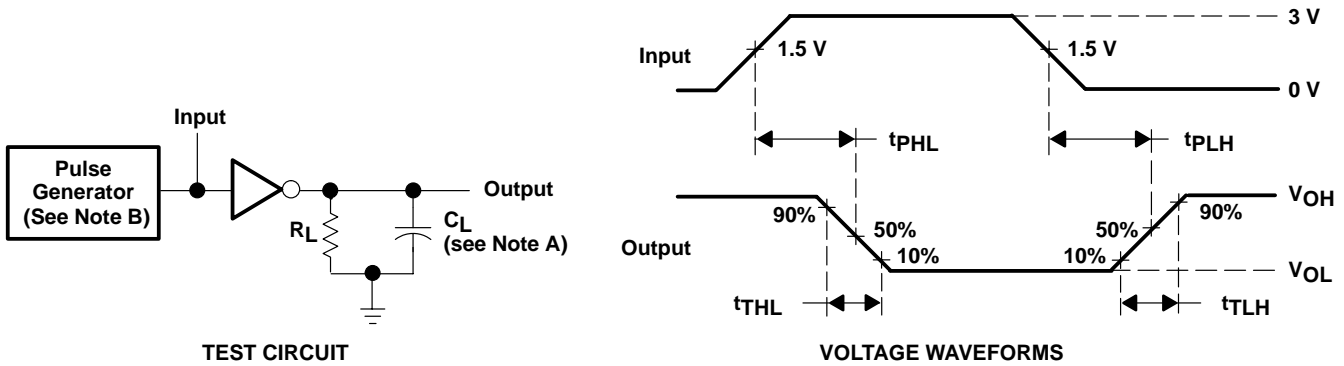 Input
Pulse
Generator
(See Note B)
RL
CL
(see Note A)
Output
TEST CIRCUIT
3 V
Input
1.5 V
1.5 V
0 V
tPHL
tPLH
Output
90%
50%
10%
10%
50%
90%
VOH
VOL
tTHL
tTLH
VOLTAGE WAVEFORMS